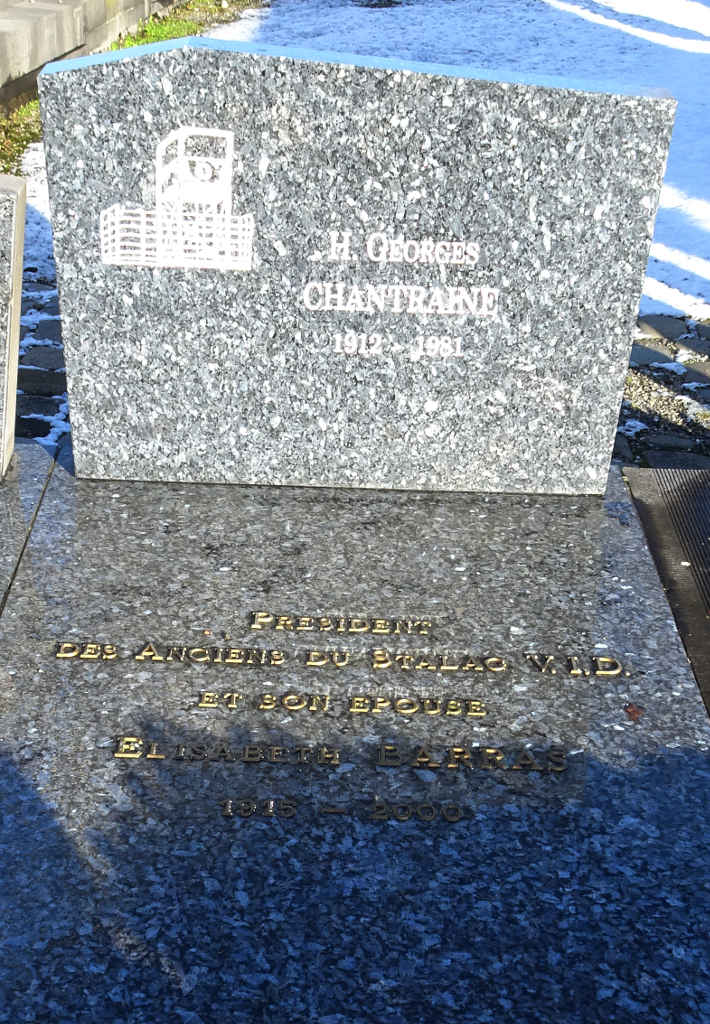 H. GEORGES
CHANTRAINE
1912 - 1981
PRESIDENT
DES ANCIENS DU STALAG V.I.D.
ET SON EPOUSE
ELISABETH BARRAS
1915 — 2000